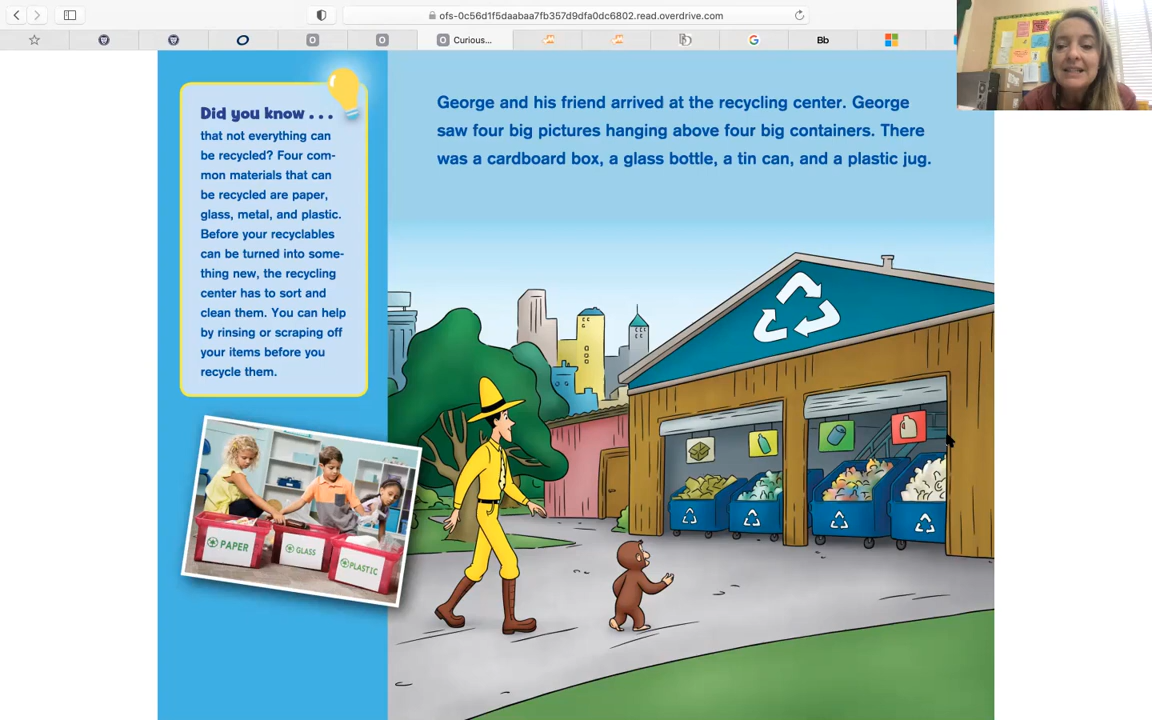 ofs-0c56d1f5daabaa7fb357d9dfa0dc6802.read.overdrive.com
Curious...
G
Bb
Did you know . . .
that not everything can
be recycled? Four com-
mon materials that can
be recycled are paper,
glass, metal, and plastic.
Before your recyclables
can be turned into some-
thing new, the recycling
center has to sort and
clean them. You can help
by rinsing or scraping off
your items before you
recycle them.
George and his friend arrived at the recycling center. George
saw four big pictures hanging above four big containers. There
was a cardboard box, a glass bottle, a tin can, and a plastic jug.
PAPER
GLASS
PLASTIC